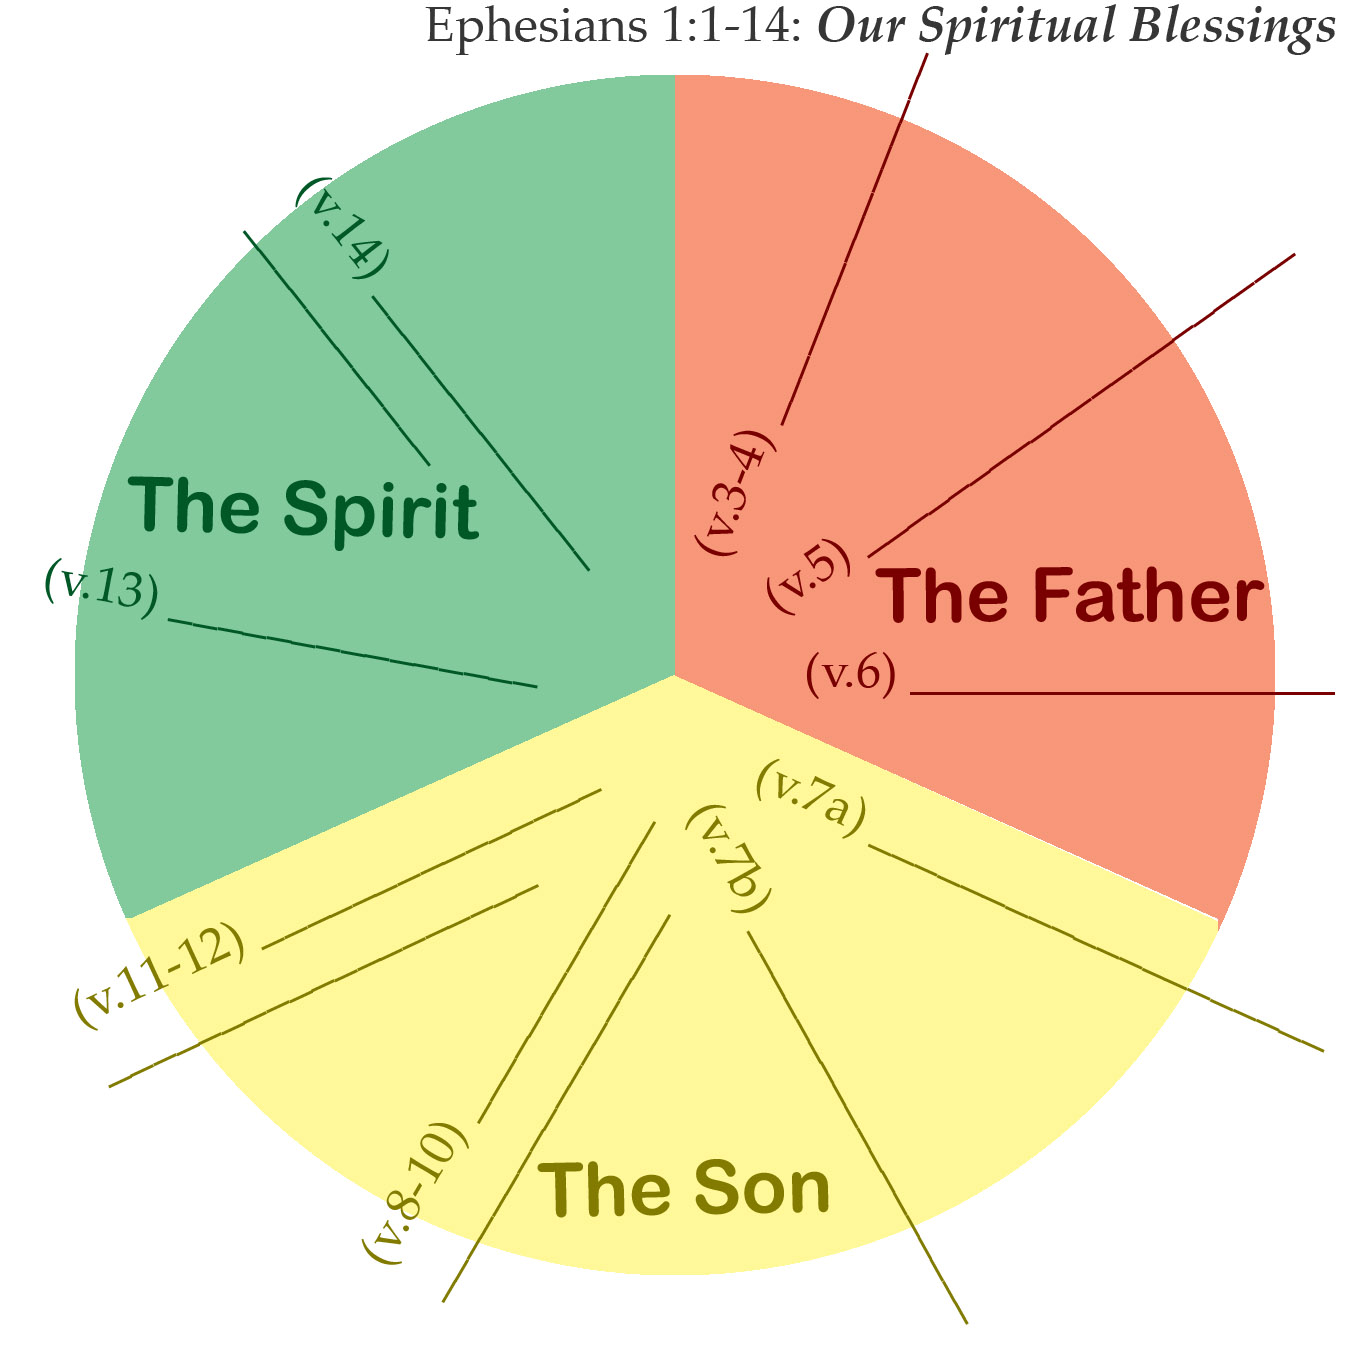 Ephesians 1:1-14: Our Spiritual Blessings
The Father
(v.3-4)
(v.5)
(v.6)
The Son
(v.7a)
(v.7b)
(v.8-10)
(v.11-12)
The Spirit
(v.13)
(v.14)